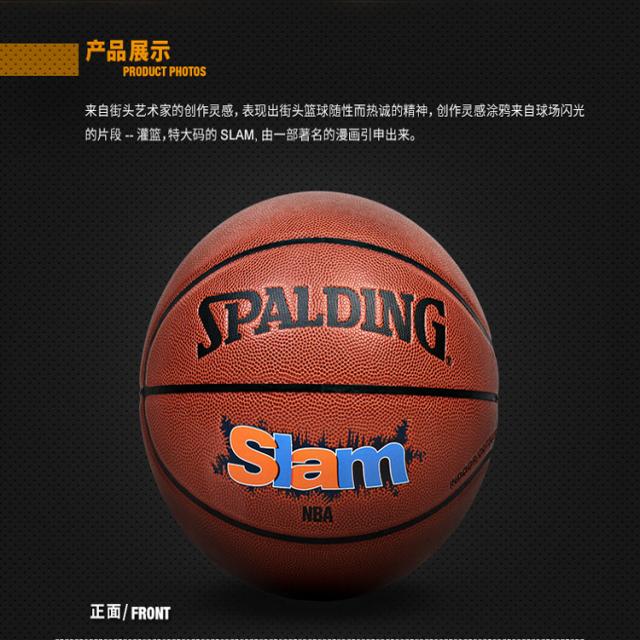 产品展示
PRODUCT PHOTOS
来自街头艺术家的创作灵感，表现出街头篮球随性而热诚的精神，创作灵感涂鸦来自球场闪光
的片段 -- 灌篮，特大码的 SLAM, 由一部著名的漫画引申出来。
SPALDING®
Slam
NBA
正面/FRONT